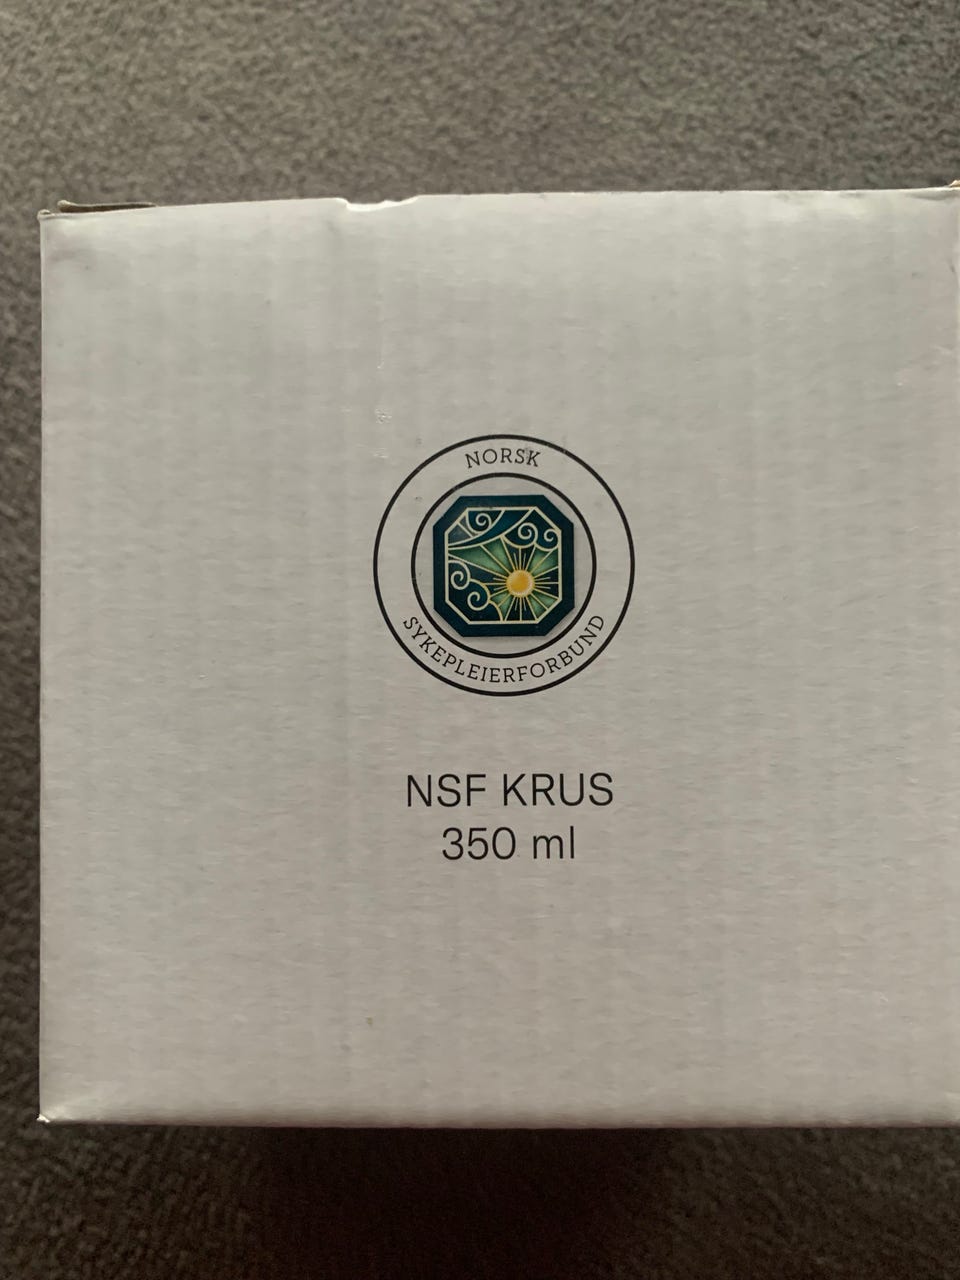 NORSK
SYKEPLEIERFORBUND
NSF KRUS
350 ml